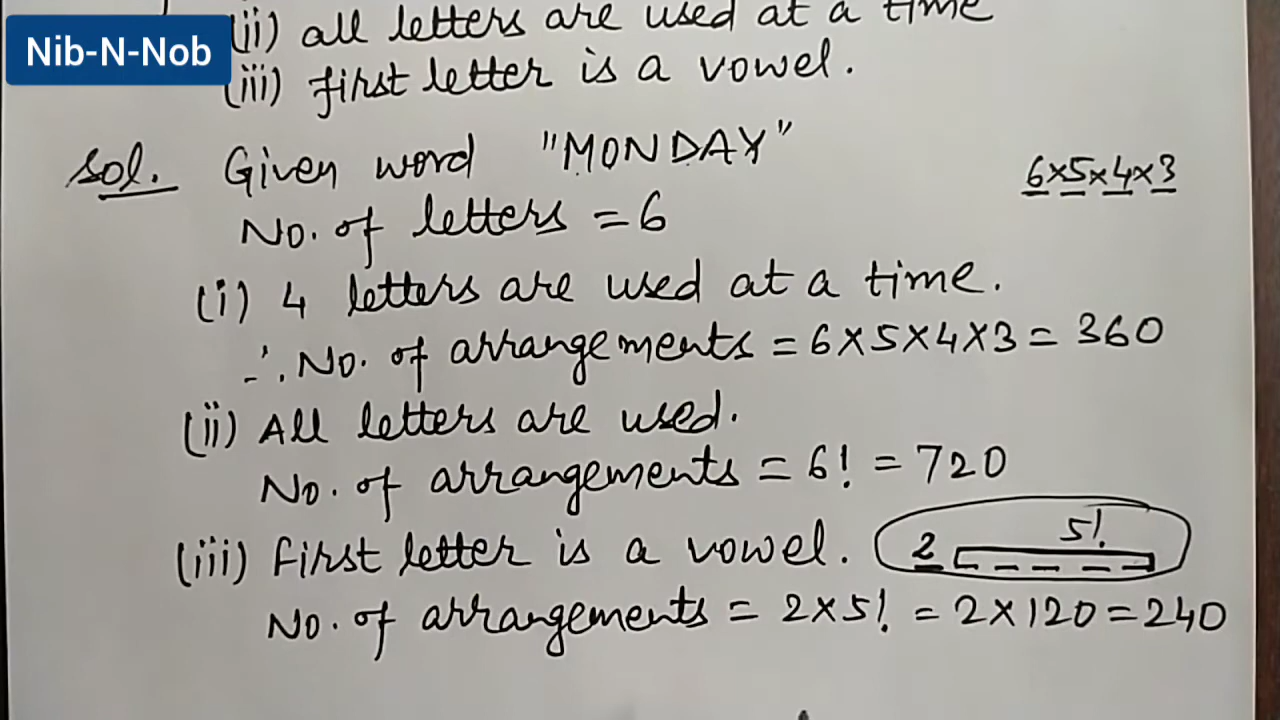 Nib-N-Nob
(ii) all letters are used at a time
(iii) first letter is a vowel.
Sol. Given word "MONDAY"
6×5×4×3
No. of letters = 6
(i) 4 letters are used at a time.
∴ No. of arrangements = 6×5×4×3 = 360
(ii) All letters are used.
No. of arrangements = 6! = 720
(iii) First letter is a vowel. 2 5!
No. of arrangements = 2×5! = 2×120 = 240